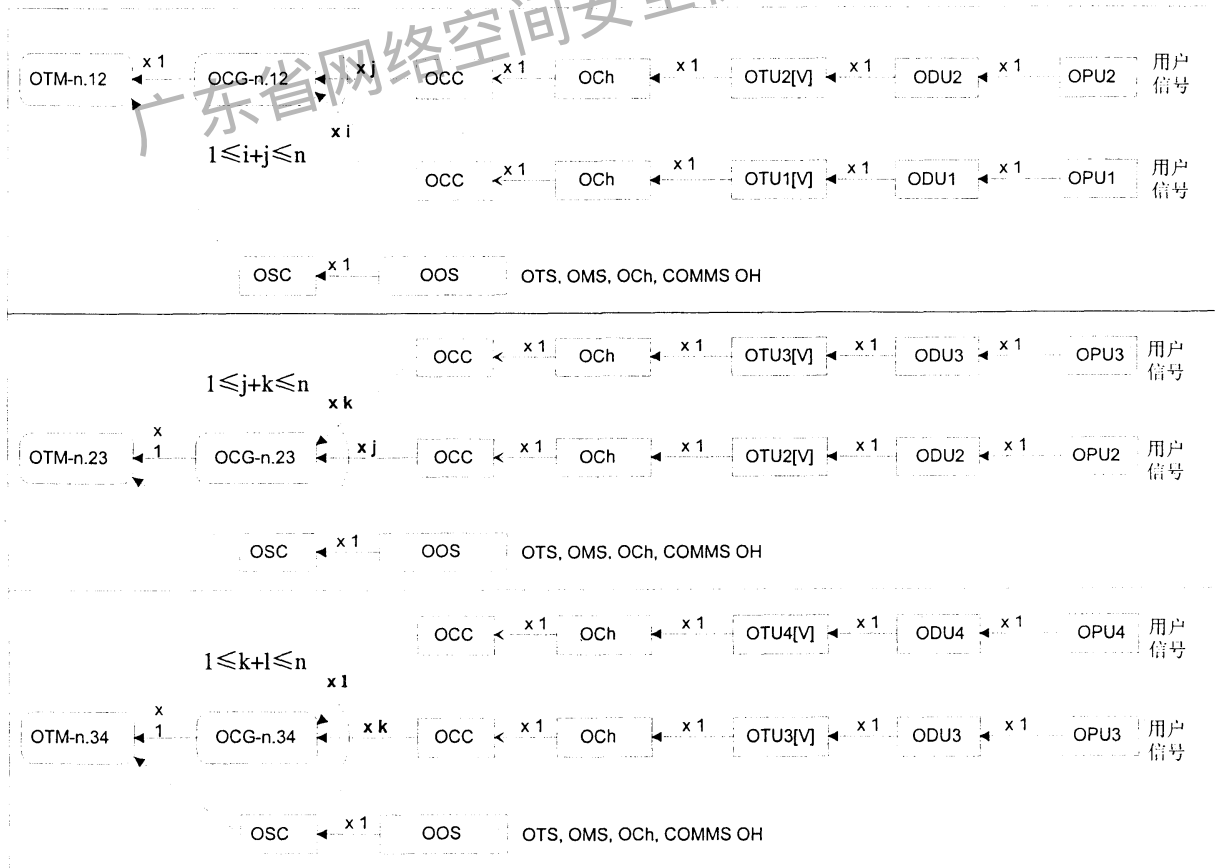 广东省网络空间安全
OTM-n.12 x 1 OCG-n.12 x j OCC x 1 OCh x 1 OTU2[V] x 1 ODU2 x 1 OPU2 用户
信号
x i
1≤i+j≤n
OCC x 1 OCh x 1 OTU1[V] x 1 ODU1 x 1 OPU1 用户
信号
OSC x 1 OOS OTS, OMS, OCh, COMMS OH
OCC x 1 OCh x 1 OTU3[V] x 1 ODU3 x 1 OPU3 用户
信号
1≤j+k≤n
x k
OTM-n.23 x 1 OCG-n.23 x j OCC x 1 OCh x 1 OTU2[V] x 1 ODU2 x 1 OPU2 用户
信号
OSC x 1 OOS OTS, OMS. OCh, COMMS OH
OCC x 1 OCh x 1 OTU4[V] x 1 ODU4 x 1 OPU4 用户
信号
1≤k+l≤n
x l
OTM-n.34 x 1 OCG-n.34 x k OCC x 1 OCh x 1 OTU3[V] x 1 ODU3 x 1 OPU3 用户
信号
OSC x 1 OOS OTS, OMS, OCh, COMMS OH